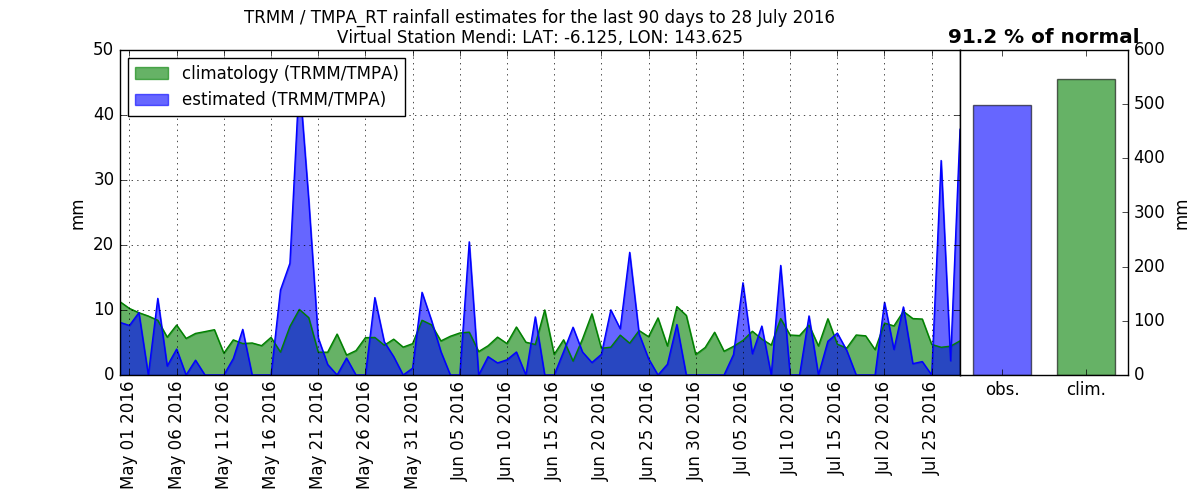 TRMM / TMPA_RT rainfall estimates for the last 90 days to 28 July 2016
Virtual Station Mendi: LAT: -6.125, LON: 143.625
91.2 % of normal
climatology (TRMM/TMPA)
estimated (TRMM/TMPA)
50
40
30
20
10
0
mm
600
500
400
300
200
100
0
mm
May 01 2016
May 06 2016
May 11 2016
May 16 2016
May 21 2016
May 26 2016
May 31 2016
Jun 05 2016
Jun 10 2016
Jun 15 2016
Jun 20 2016
Jun 25 2016
Jun 30 2016
Jul 05 2016
Jul 10 2016
Jul 15 2016
Jul 20 2016
Jul 25 2016
obs.
clim.